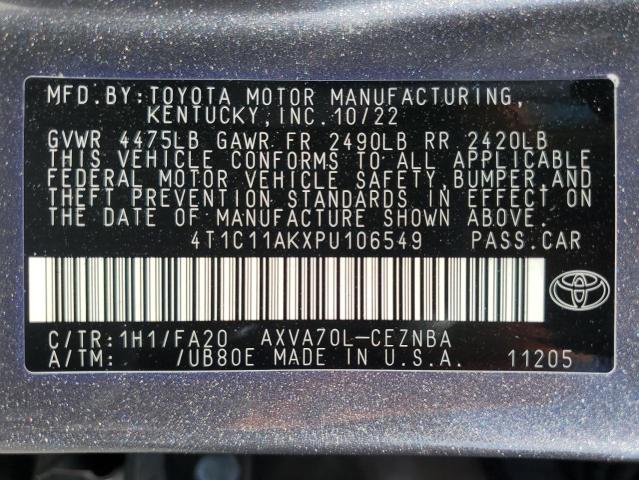 MFD.BY:TOYOTA MOTOR MANUFACTURING,
KENTUCKY,INC.10/22
GVWR 4475LB GAWR FR 2490LB RR 2420LB
THIS VEHICLE CONFORMS TO ALL APPLICABLE
FEDERAL MOTOR VEHICLE SAFETY,BUMPER,AND
THEFT PREVENTION STANDARDS IN EFFECT ON
THE DATE OF MANUFACTURE SHOWN ABOVE.
4T1C11AKXPU106549 PASS.CAR
C/TR:1H1/FA20 AXVA70L-CEZNBA
A/TM: /UB80E MADE IN U.S.A. 11205